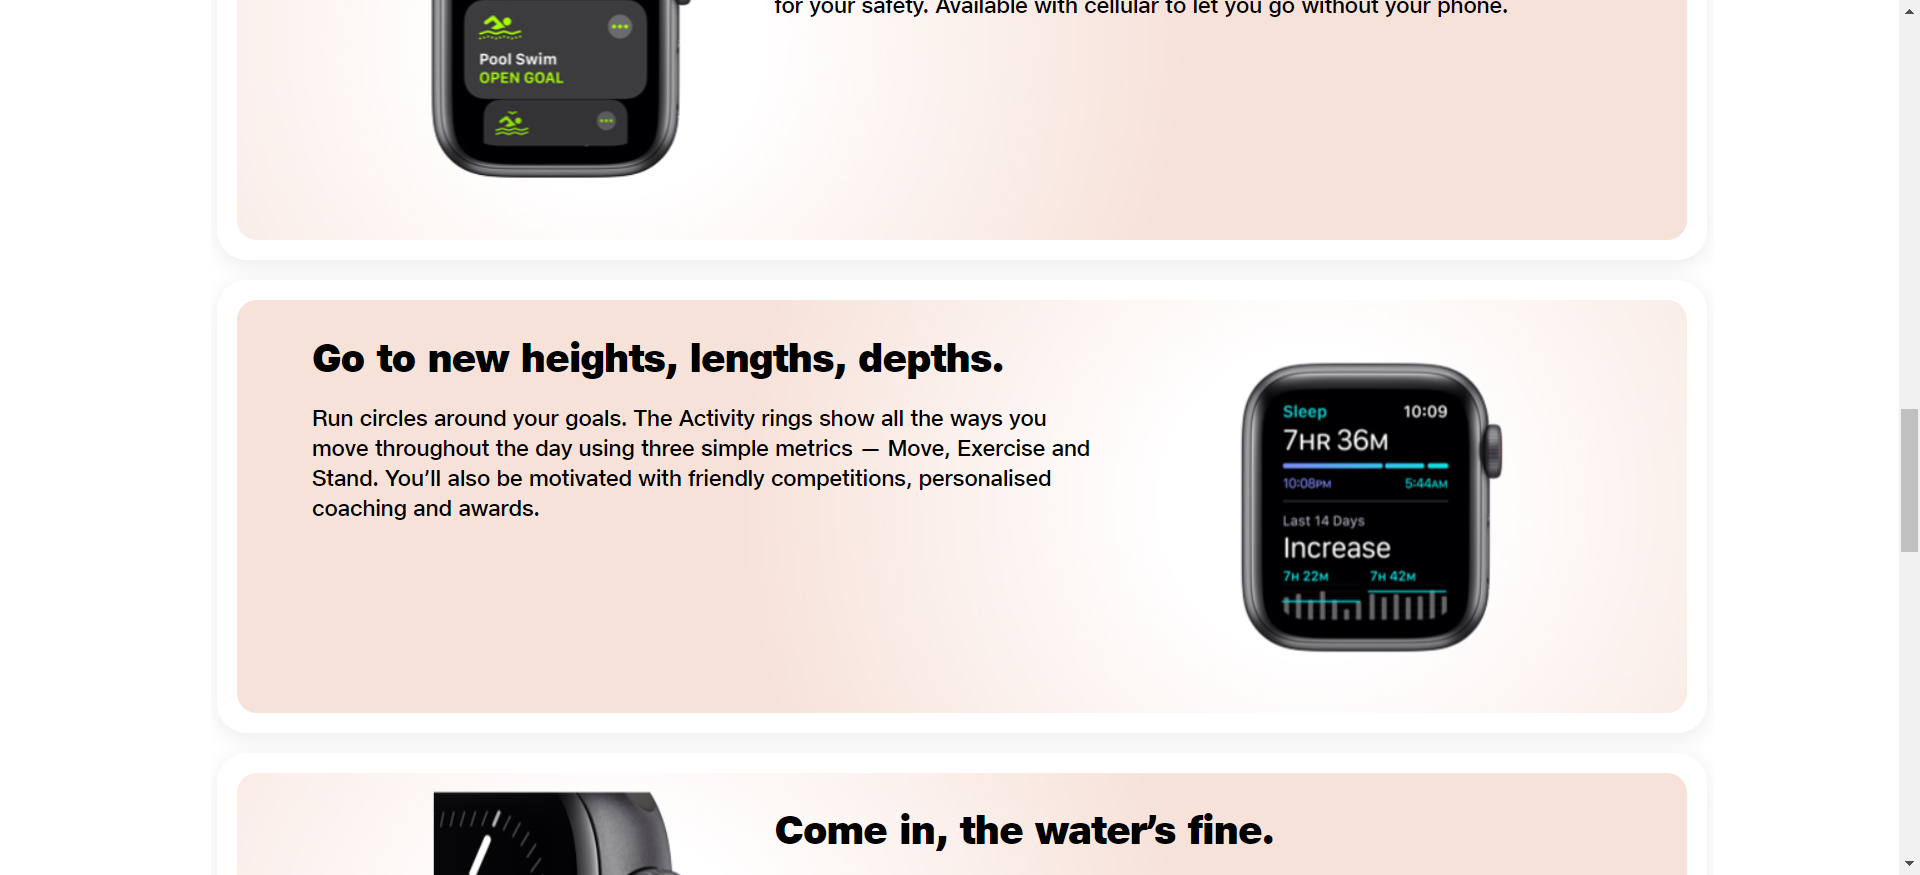 for your safety. Available with cellular to let you go without your phone.
Pool Swim
OPEN GOAL
Go to new heights, lengths, depths.
Run circles around your goals. The Activity rings show all the ways you
move throughout the day using three simple metrics — Move, Exercise and
Stand. You’ll also be motivated with friendly competitions, personalised
coaching and awards.
Sleep 10:09
7HR 36M
10:08PM 5:44AM
Last 14 Days
Increase
7H 22M 7H 42M
Come in, the water’s fine.